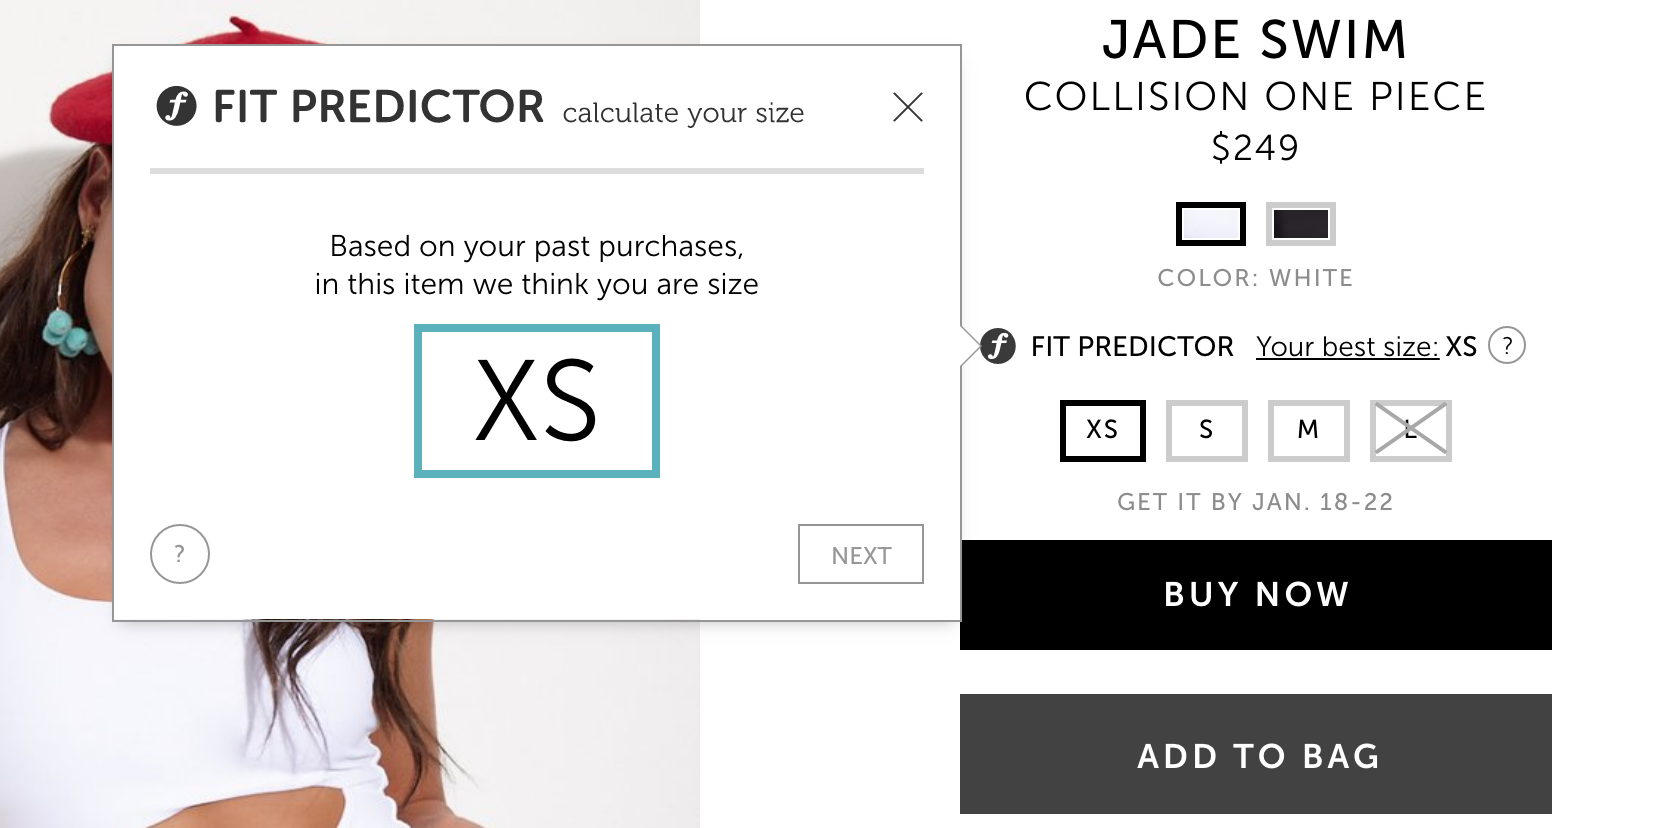 FIT PREDICTOR calculate your size
Based on your past purchases,
in this item we think you are size
XS
?
NEXT
JADE SWIM
COLLISION ONE PIECE
$249
COLOR: WHITE
FIT PREDICTOR Your best size: XS ?
XS S M L
GET IT BY JAN. 18-22
BUY NOW
ADD TO BAG